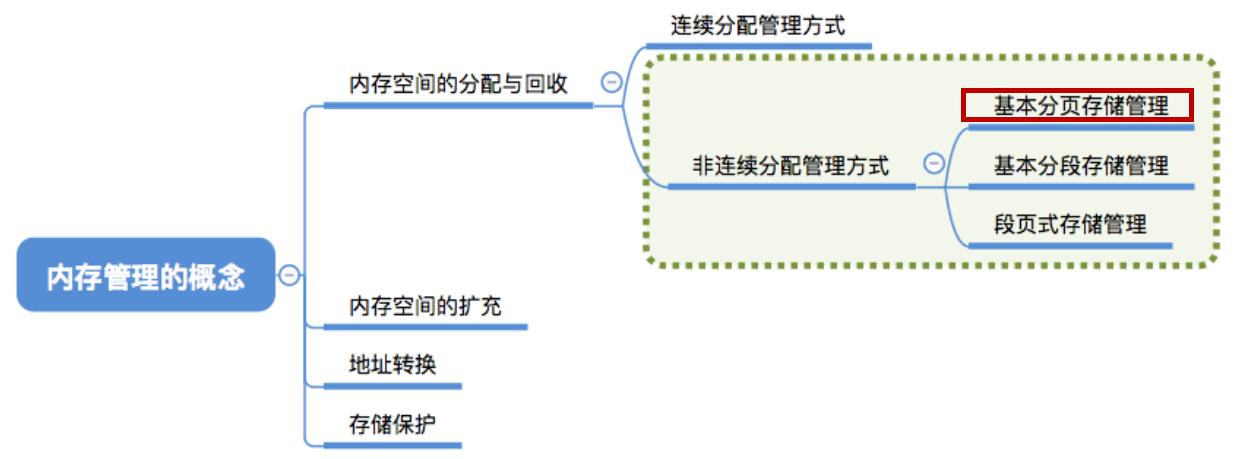 连续分配管理方式
内存空间的分配与回收
基本分页存储管理
非连续分配管理方式
基本分段存储管理
段页式存储管理
内存管理的概念
内存空间的扩充
地址转换
存储保护